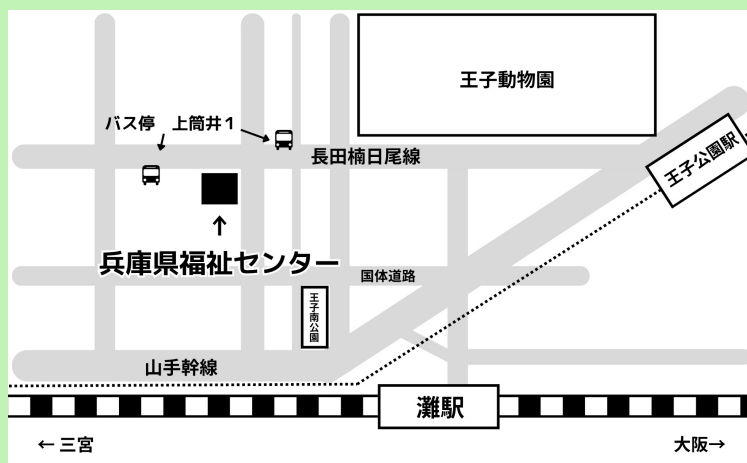 王子動物園
バス停 上筒井1
長田楠日尾線
王子公園駅
兵庫県福祉センター
国体道路
王子南公園
山手幹線
灘駅
← 三宮
大阪→